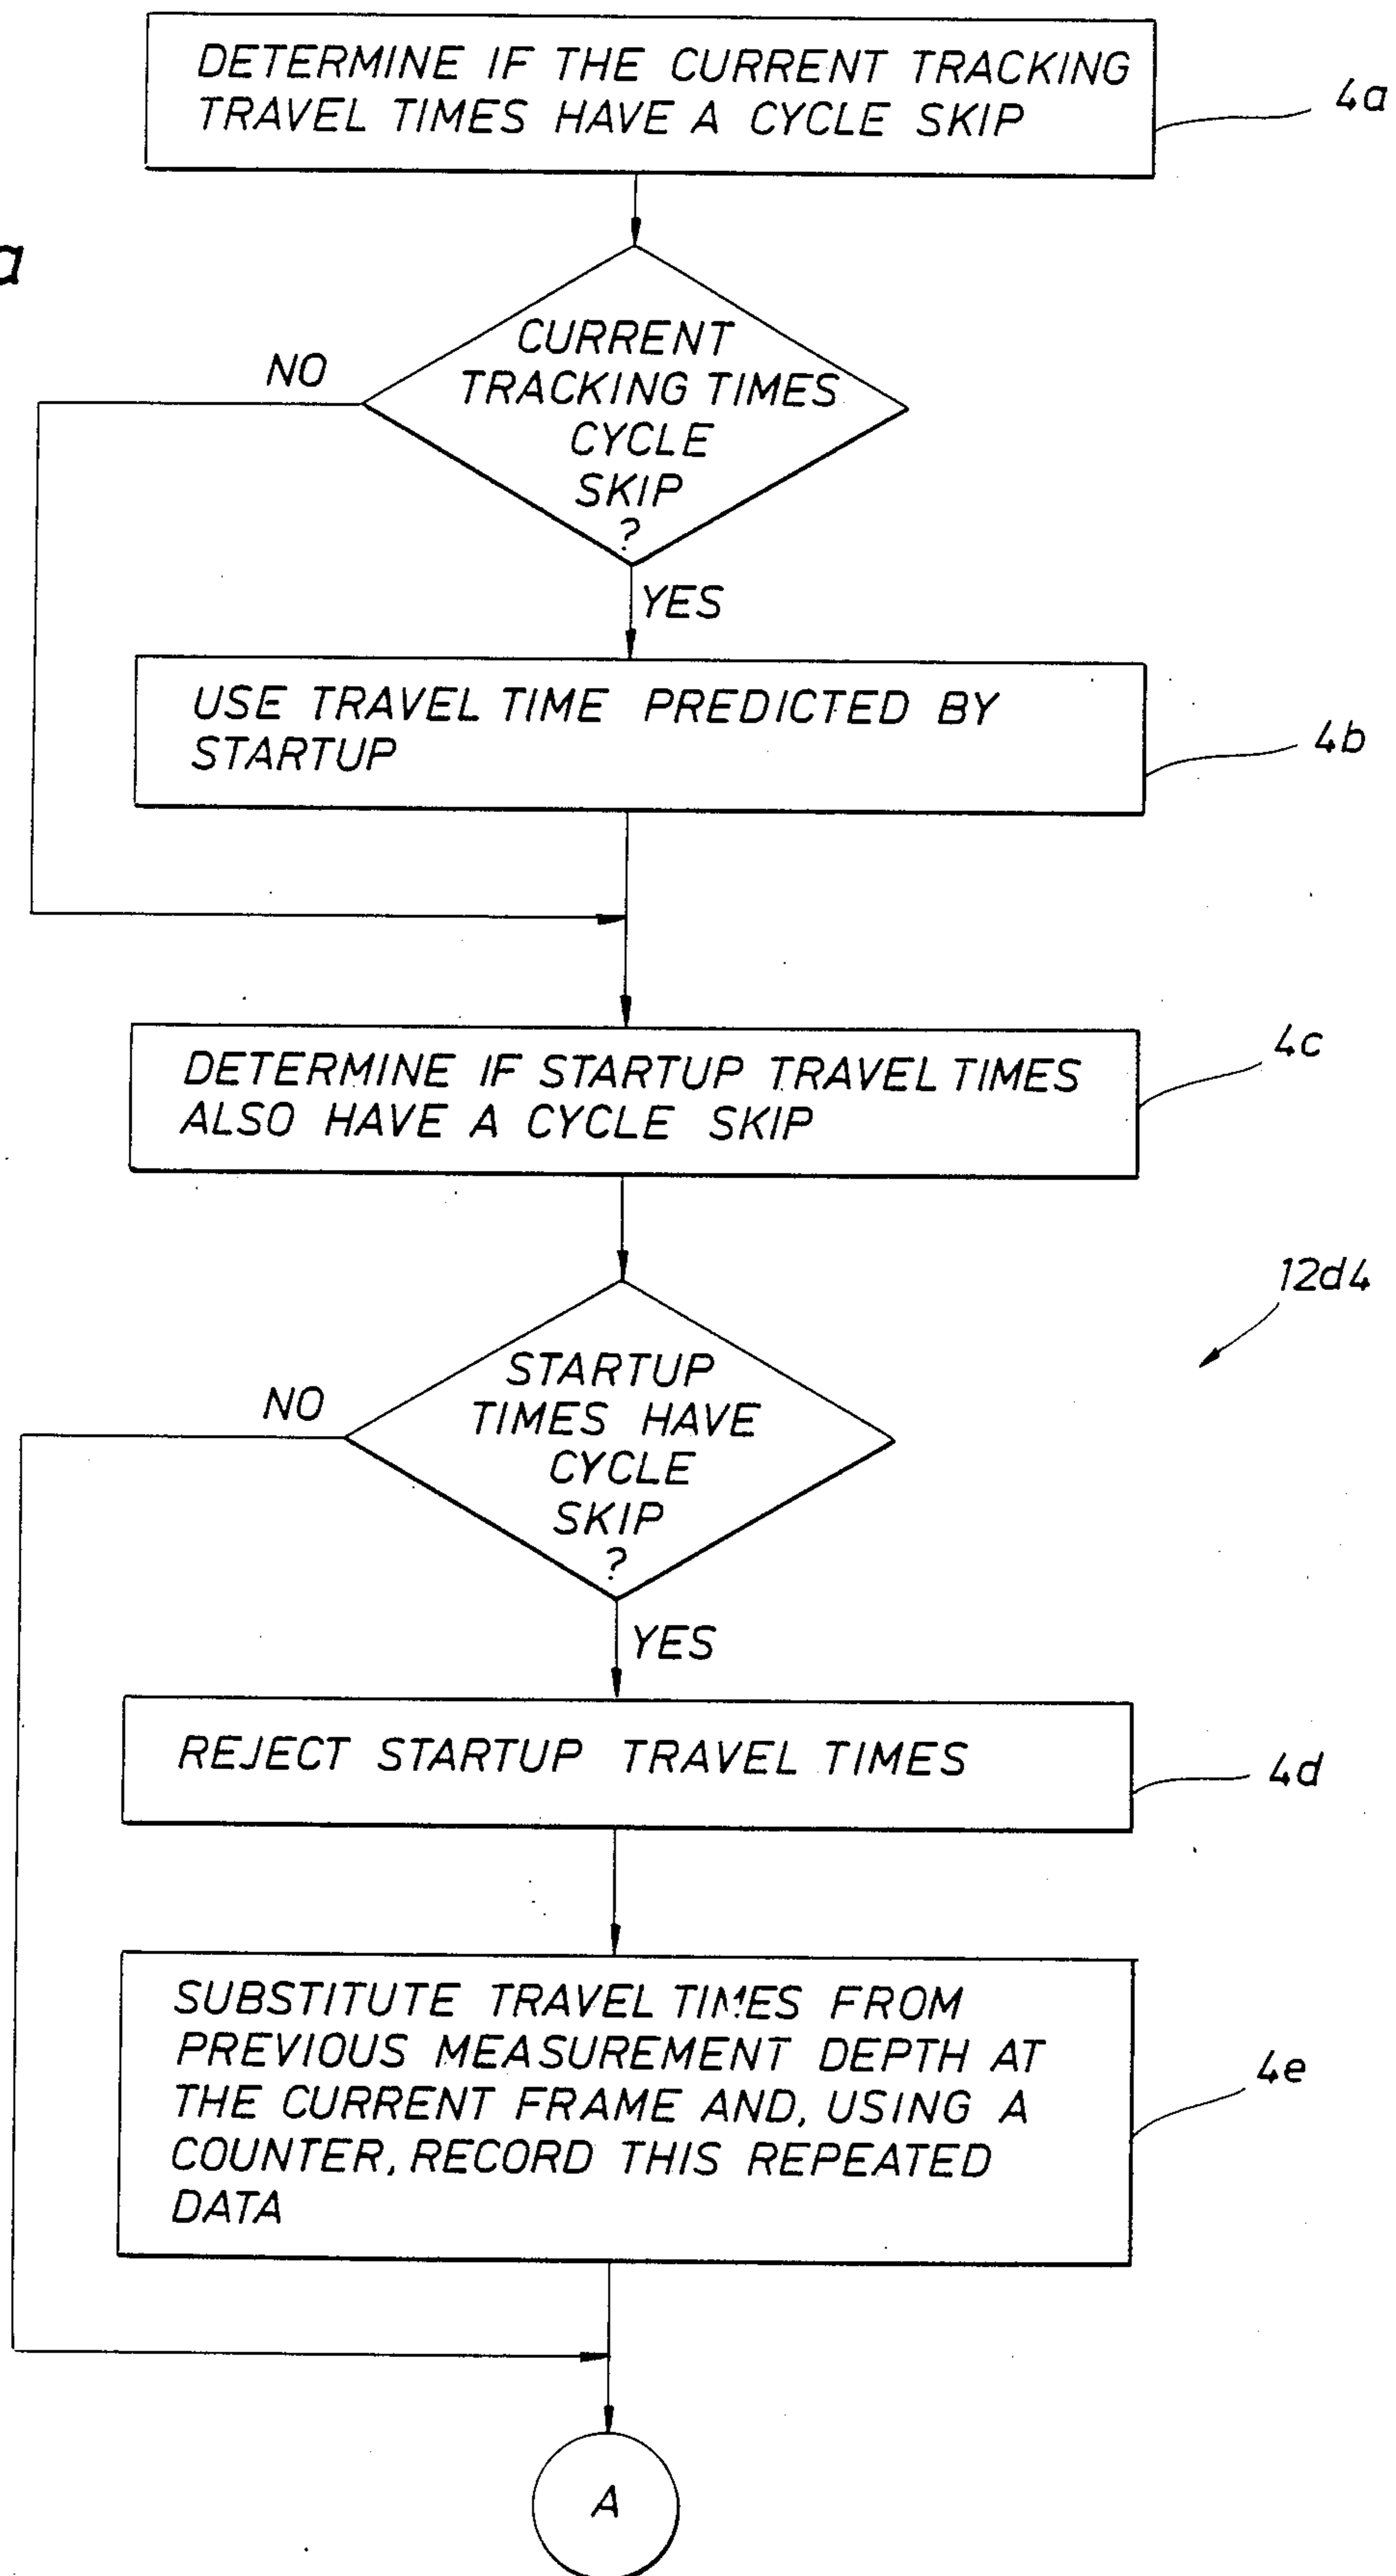 DETERMINE IF THE CURRENT TRACKING
TRAVEL TIMES HAVE A CYCLE SKIP
4a
a
CURRENT
TRACKING TIMES
CYCLE
SKIP
?
NO
YES
USE TRAVEL TIME PREDICTED BY
STARTUP
4b
DETERMINE IF STARTUP TRAVEL TIMES
ALSO HAVE A CYCLE SKIP
4c
12d4
STARTUP
TIMES HAVE
CYCLE
SKIP
?
NO
YES
REJECT STARTUP TRAVEL TIMES
4d
SUBSTITUTE TRAVEL TIMES FROM
PREVIOUS MEASUREMENT DEPTH AT
THE CURRENT FRAME AND, USING A
COUNTER, RECORD THIS REPEATED
DATA
4e
A